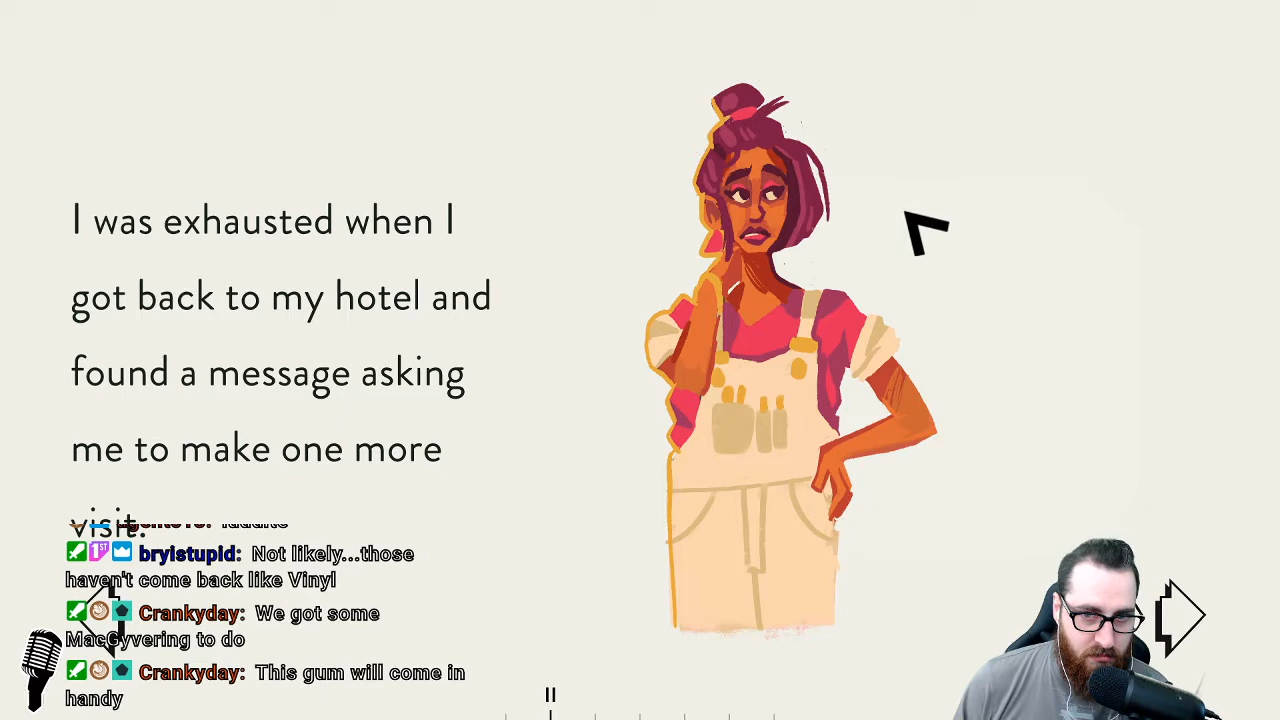 I was exhausted when I
got back to my hotel and
found a message asking
me to make one more
visit.
bryistupid: Not likely...those
haven't come back like Vinyl
Crankyday: We got some
MacGyvering to do
Crankyday: This gum will come in
handy
II